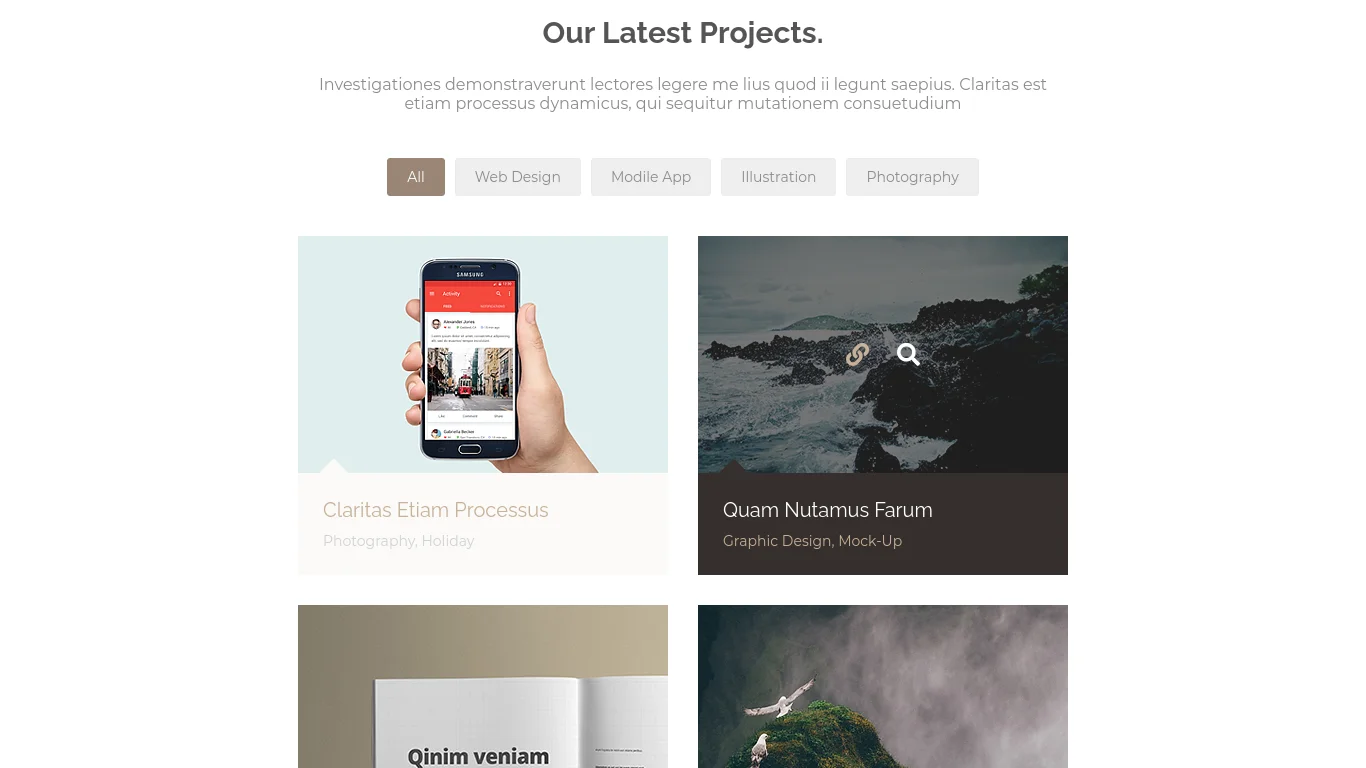 Our Latest Projects.
Investigationes demonstraverunt lectores legere me lius quod ii legunt saepius. Claritas est
etiam processus dynamicus, qui sequitur mutationem consuetudium
All
Web Design
Modile App
Illustration
Photography
SAMSUNG
Activity
Alexander Jones
Like Comment Share
Gabriella Becker
Claritas Etiam Processus
Photography, Holiday
Quam Nutamus Farum
Graphic Design, Mock-Up
Qinim veniam